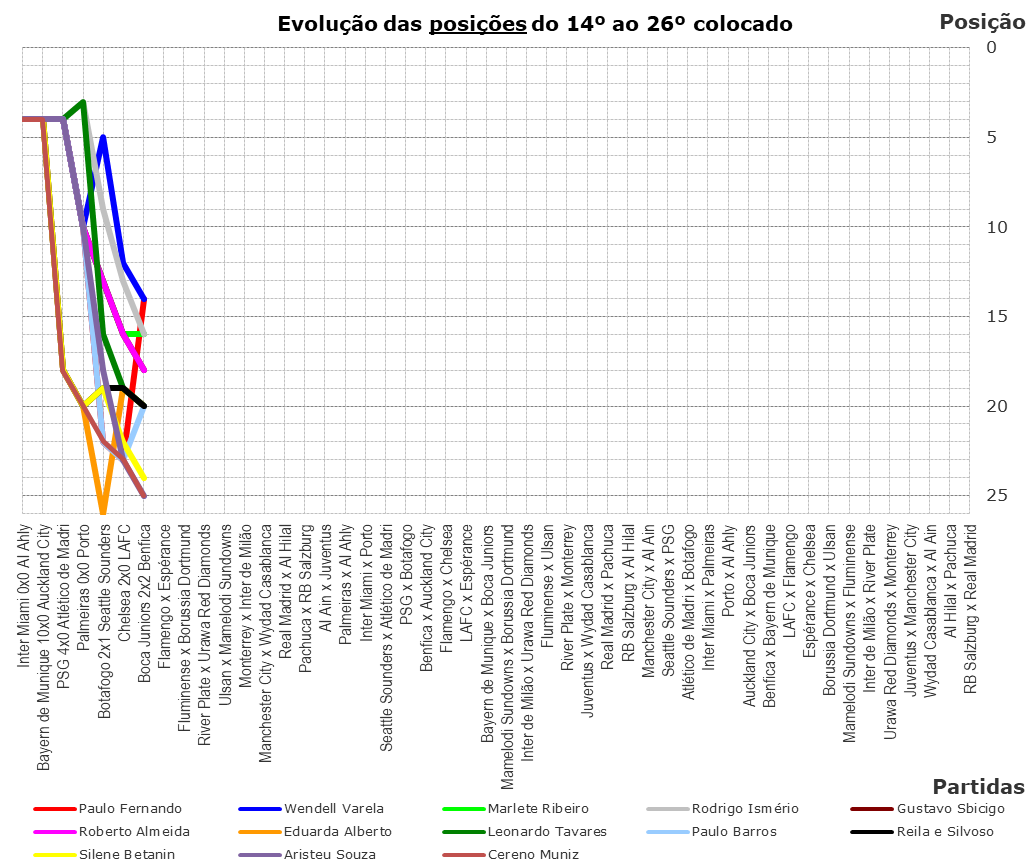 Evolução das posições do 14º ao 26º colocado
Posição
0
5
10
15
20
25
Inter Miami 0x0 Al Ahly
Bayern de Munique 10x0 Auckland City
PSG 4x0 Atlético de Madri
Palmeiras 0x0 Porto
Botafogo 2x1 Seattle Sounders
Chelsea 2x0 LAFC
Boca Juniors 2x2 Benfica
Flamengo x Espérance
Fluminense x Borussia Dortmund
River Plate x Urawa Red Diamonds
Ulsan x Mamelodi Sundowns
Monterrey x Inter de Milão
Manchester City x Wydad Casablanca
Real Madrid x Al Hilal
Pachuca x RB Salzburg
Al Ain x Juventus
Palmeiras x Al Ahly
Inter Miami x Porto
Seattle Sounders x Atlético de Madri
PSG x Botafogo
Benfica x Auckland City
Flamengo x Chelsea
LAFC x Espérance
Bayern de Munique x Boca Juniors
Mamelodi Sundowns x Borussia Dortmund
Inter de Milão x Urawa Red Diamonds
Fluminense x Ulsan
River Plate x Monterrey
Juventus x Wydad Casablanca
Real Madrid x Pachuca
RB Salzburg x Al Hilal
Manchester City x Al Ain
Seattle Sounders x PSG
Atlético de Madri x Botafogo
Inter Miami x Palmeiras
Porto x Al Ahly
Auckland City x Boca Juniors
Benfica x Bayern de Munique
LAFC x Flamengo
Espérance x Chelsea
Borussia Dortmund x Ulsan
Mamelodi Sundowns x Fluminense
Inter de Milão x River Plate
Urawa Red Diamonds x Monterrey
Juventus x Manchester City
Wydad Casablanca x Al Ain
Al Hilal x Pachuca
RB Salzburg x Real Madrid
Partidas
Paulo Fernando
Wendell Varela
Marlete Ribeiro
Rodrigo Ismério
Gustavo Sbicigo
Roberto Almeida
Eduarda Alberto
Leonardo Tavares
Paulo Barros
Reila e Silvoso
Silene Betanin
Aristeu Souza
Cereno Muniz